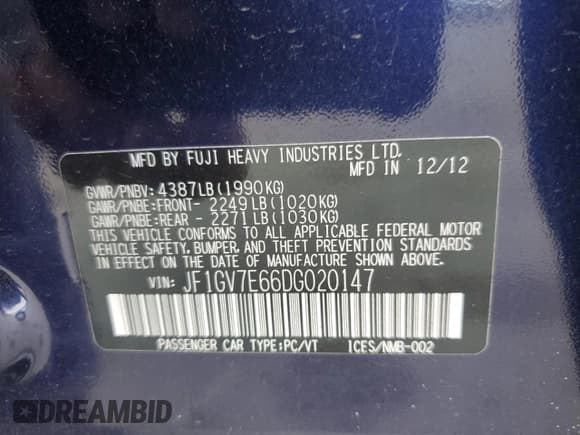 MFD BY FUJI HEAVY INDUSTRIES LTD.
MFD IN 12/12
GVWR/PNBV: 4387LB(1990KG)
GAWR/PNBE:FRONT- 2249LB(1020KG)
GAWR/PNBE:REAR - 2271LB(1030KG)
THIS VEHICLE CONFORMS TO ALL APPLICABLE FEDERAL MOTOR
VEHICLE SAFETY, BUMPER, AND THEFT PREVENTION STANDARDS
IN EFFECT ON THE DATE OF MANUFACTURE SHOWN ABOVE.
VIN: JF1GV7E66DG020147
PASSENGER CAR TYPE:PC/VT ICES/NMB-002
DREAMBID